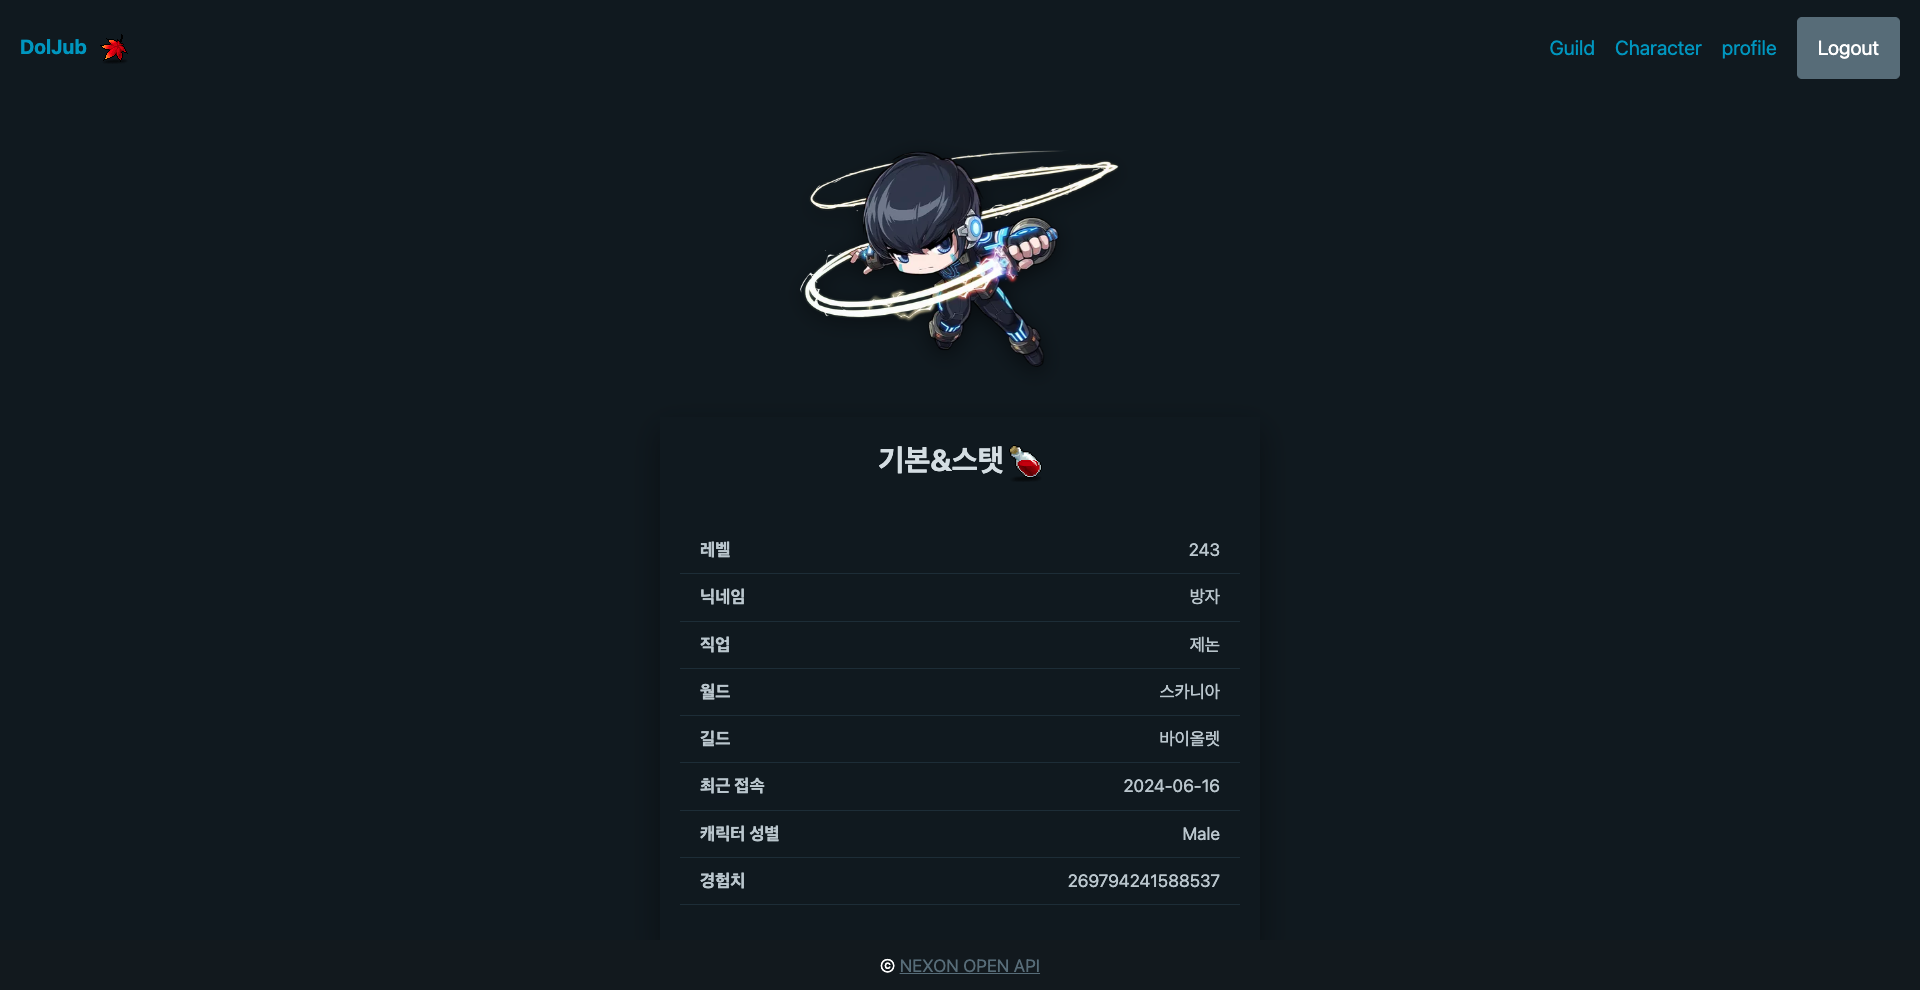 DolJub
Guild Character profile Logout
기본&스탯
레벨 243
닉네임 방자
직업 제논
월드 스카니아
길드 바이올렛
최근 접속 2024-06-16
캐릭터 성별 Male
경험치 269794241588537
© NEXON OPEN API